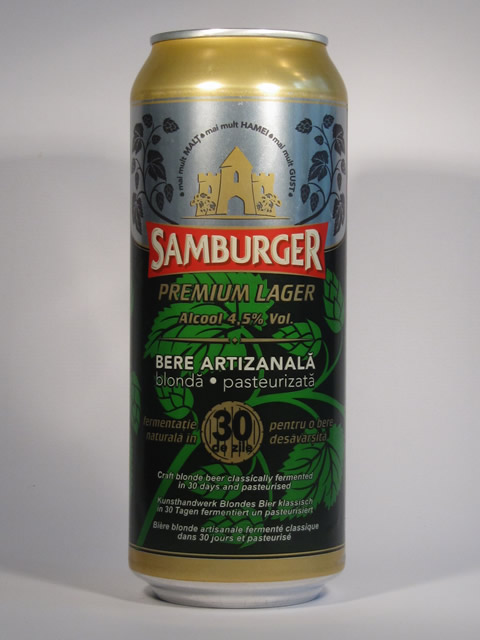 mai mult MALȚ • mai mult HAMEI • mai mult GUST
SAMBURGER
PREMIUM LAGER
Alcool 4,5% Vol.
BERE ARTIZANALĂ
blondă • pasteurizată
fermentație
naturală în
30
de zile
pentru o bere
desăvârșită
Craft blonde beer classically fermented
in 30 days and pasteurised
Kunsthandwerk Blondes Bier klassisch
in 30 Tagen fermentiert un pasteurisiert
Bière blonde artisanale fermenté classique
dans 30 jours et pasteurisé